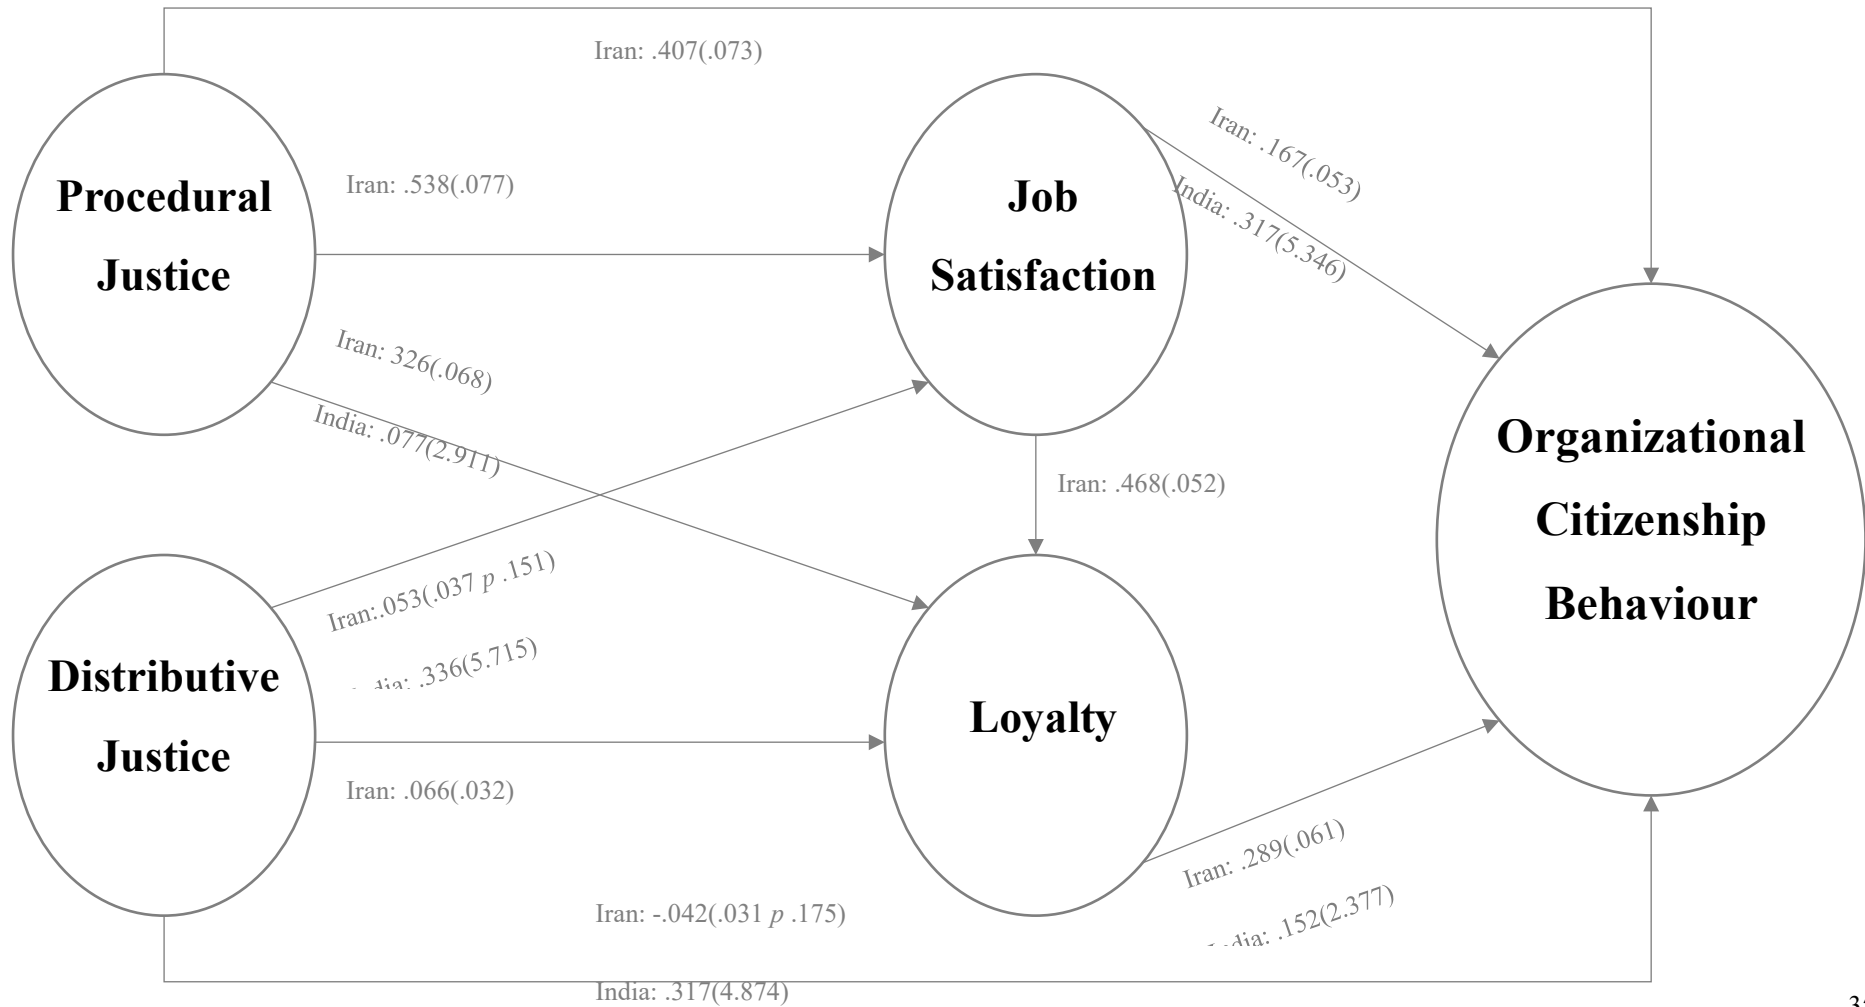 Iran: .407(.073)
Procedural
Justice
Iran: .538(.077)
Job
Satisfaction
Iran: .167(.053)
India: .317(5.346)
Iran: 326(.068)
India: .077(2.911)
Iran: .468(.052)
Organizational
Citizenship
Behaviour
Iran:.053(.037 p .151)
.336(5.715)
Distributive
Justice
Loyalty
Iran: .066(.032)
Iran: .289(.061)
.152(2.377)
Iran: -.042(.031 p .175)
India: .317(4.874)